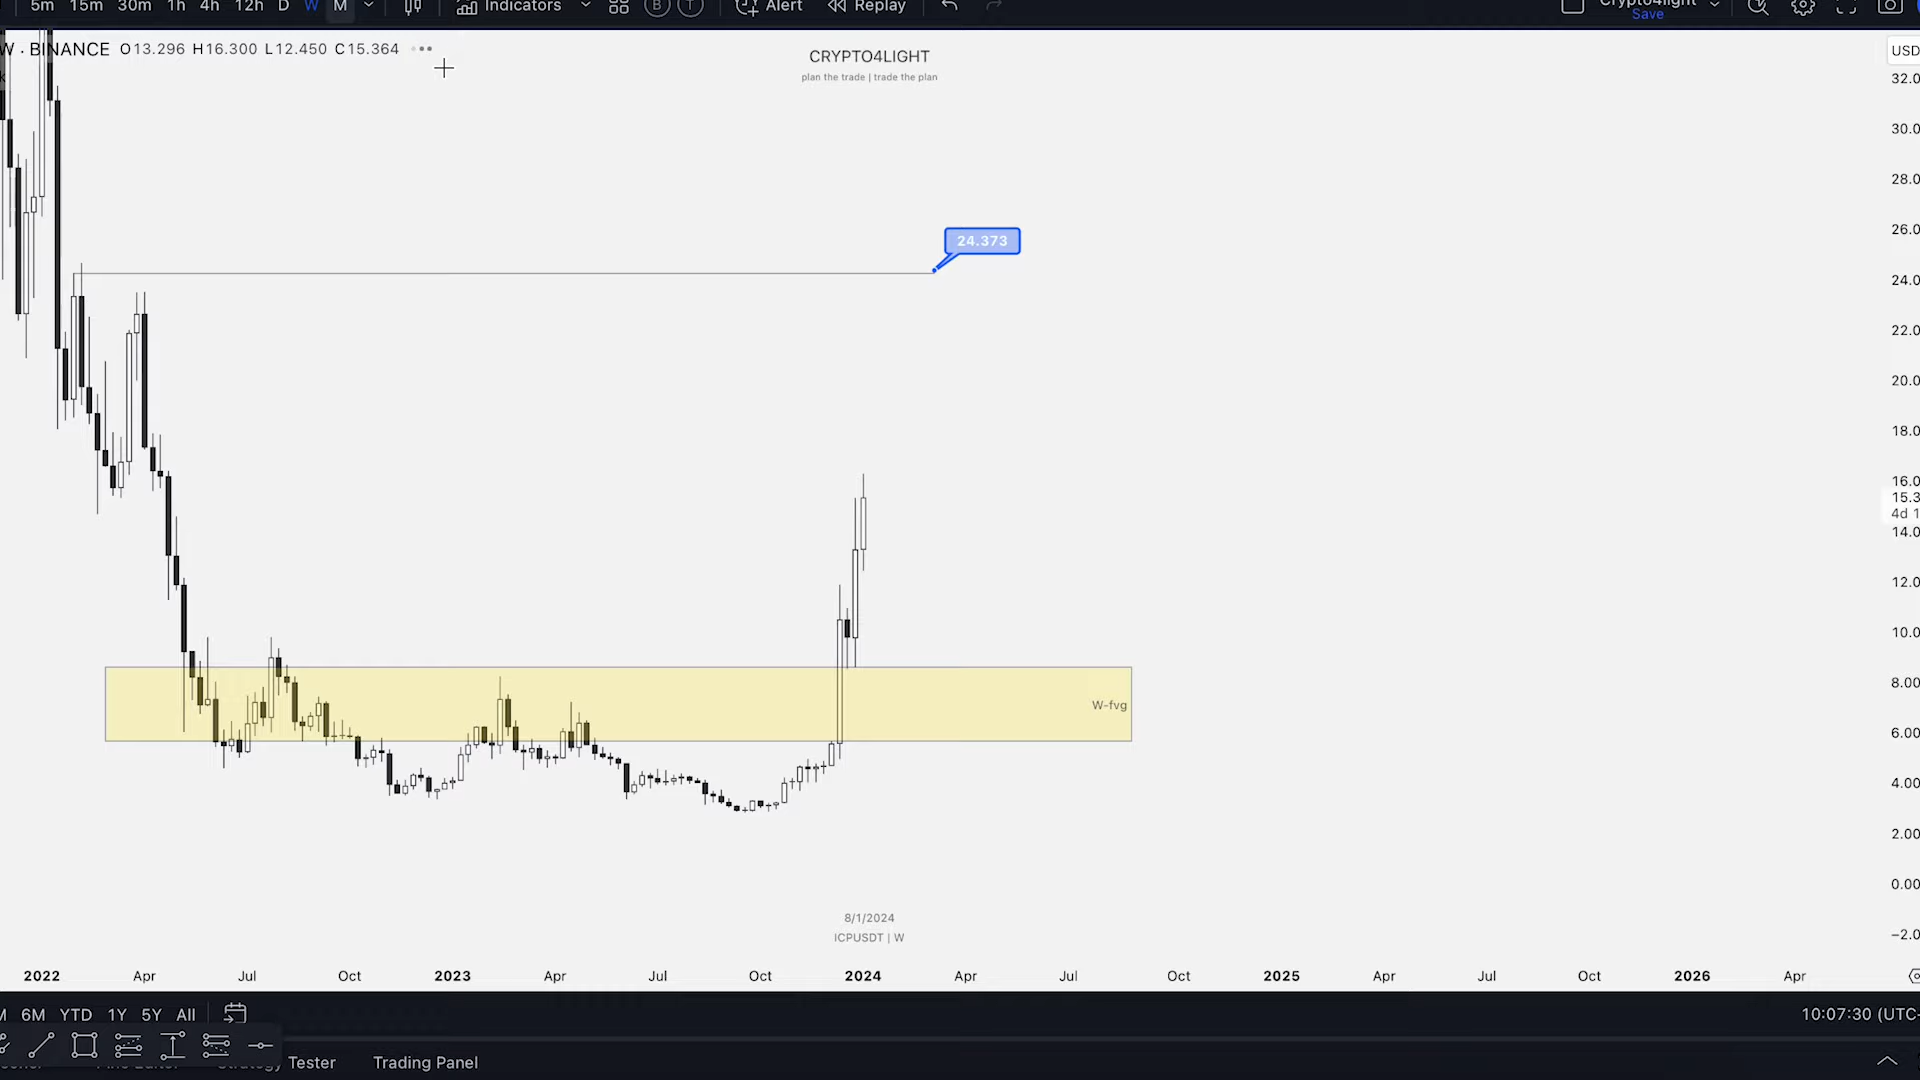 5m 15m 30m 1h 4h 12h D W M Indicators B T Alert Replay Crypto4light
Save
W · BINANCE O13.296 H16.300 L12.450 C15.364
CRYPTO4LIGHT
plan the trade | trade the plan
USD
32.0
30.0
28.0
26.0
24.373
24.0
22.0
20.0
18.0
16.0
15.3
4d 1
14.0
12.0
10.0
8.00
W-fvg
6.00
4.00
2.00
0.00
8/1/2024
ICPUSDT | W
−2.0
2022 Apr Jul Oct 2023 Apr Jul Oct 2024 Apr Jul Oct 2025 Apr Jul Oct 2026 Apr
M 6M YTD 1Y 5Y All 10:07:30 (UTC-
Tester Trading Panel